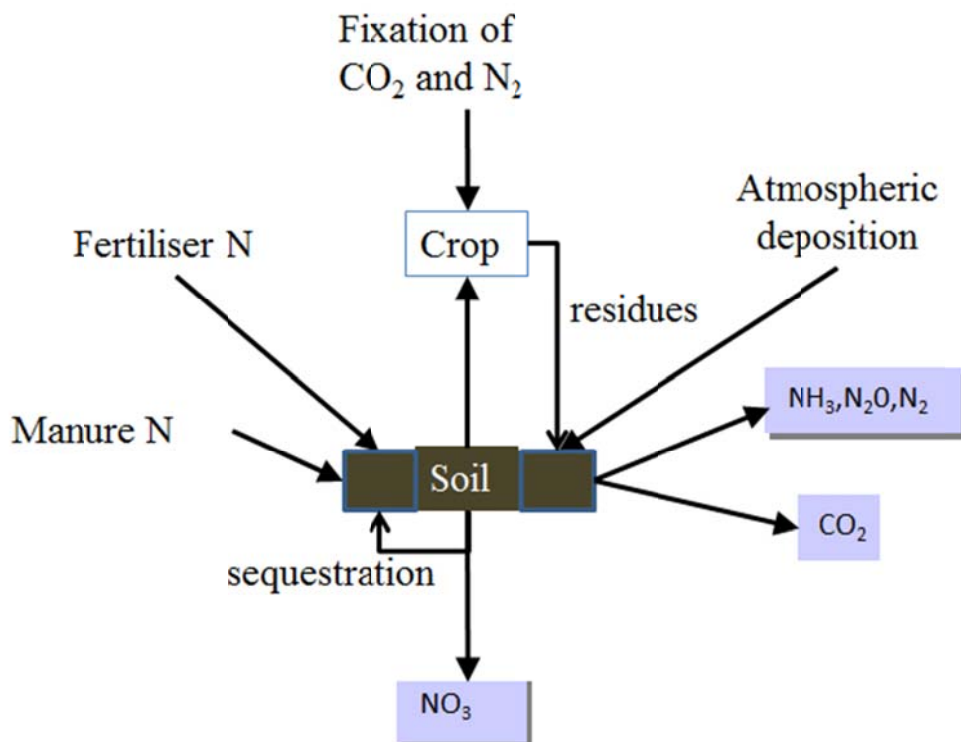 Fixation of
CO₂ and N₂
Atmospheric
deposition
Fertiliser N
Crop
residues
NH₃,N₂O,N₂
Manure N
Soil
CO₂
sequestration
NO₃